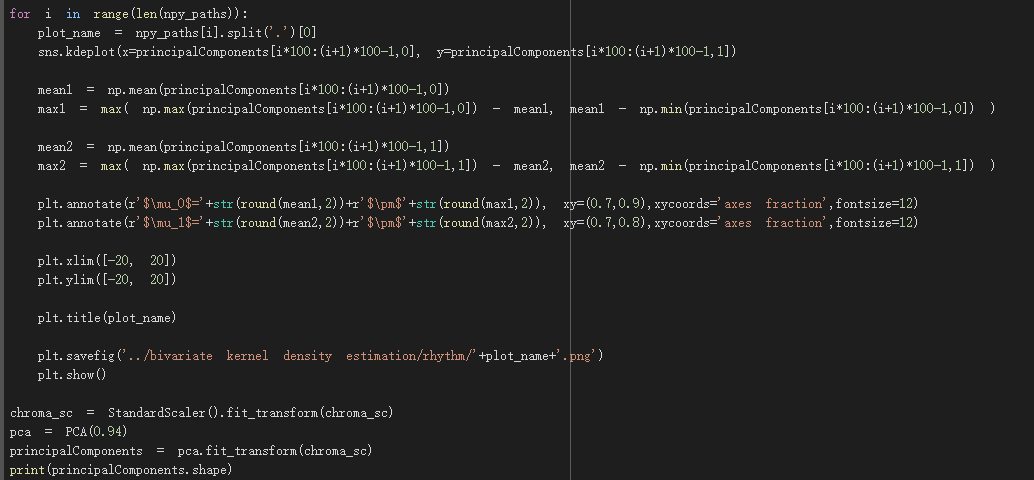 for i in range(len(npy_paths)):
    plot_name = npy_paths[i].split('.')[0]
    sns.kdeplot(x=principalComponents[i*100:(i+1)*100-1,0], y=principalComponents[i*100:(i+1)*100-1,1])
    mean1 = np.mean(principalComponents[i*100:(i+1)*100-1,0])
    max1 = max( np.max(principalComponents[i*100:(i+1)*100-1,0]) - mean1, mean1 - np.min(principalComponents[i*100:(i+1)*100-1,0]) )
    mean2 = np.mean(principalComponents[i*100:(i+1)*100-1,1])
    max2 = max( np.max(principalComponents[i*100:(i+1)*100-1,1]) - mean2, mean2 - np.min(principalComponents[i*100:(i+1)*100-1,1]) )
    plt.annotate(r'$\mu_0$='+str(round(mean1,2))+r'$\pm$'+str(round(max1,2)), xy=(0.7,0.9),xycoords='axes fraction',fontsize=12)
    plt.annotate(r'$\mu_1$='+str(round(mean2,2))+r'$\pm$'+str(round(max2,2)), xy=(0.7,0.8),xycoords='axes fraction',fontsize=12)
    plt.xlim([-20, 20])
    plt.ylim([-20, 20])
    plt.title(plot_name)
    plt.savefig('../bivariate kernel density estimation/rhythm/'+plot_name+'.png')
    plt.show()
chroma_sc = StandardScaler().fit_transform(chroma_sc)
pca = PCA(0.94)
principalComponents = pca.fit_transform(chroma_sc)
print(principalComponents.shape)